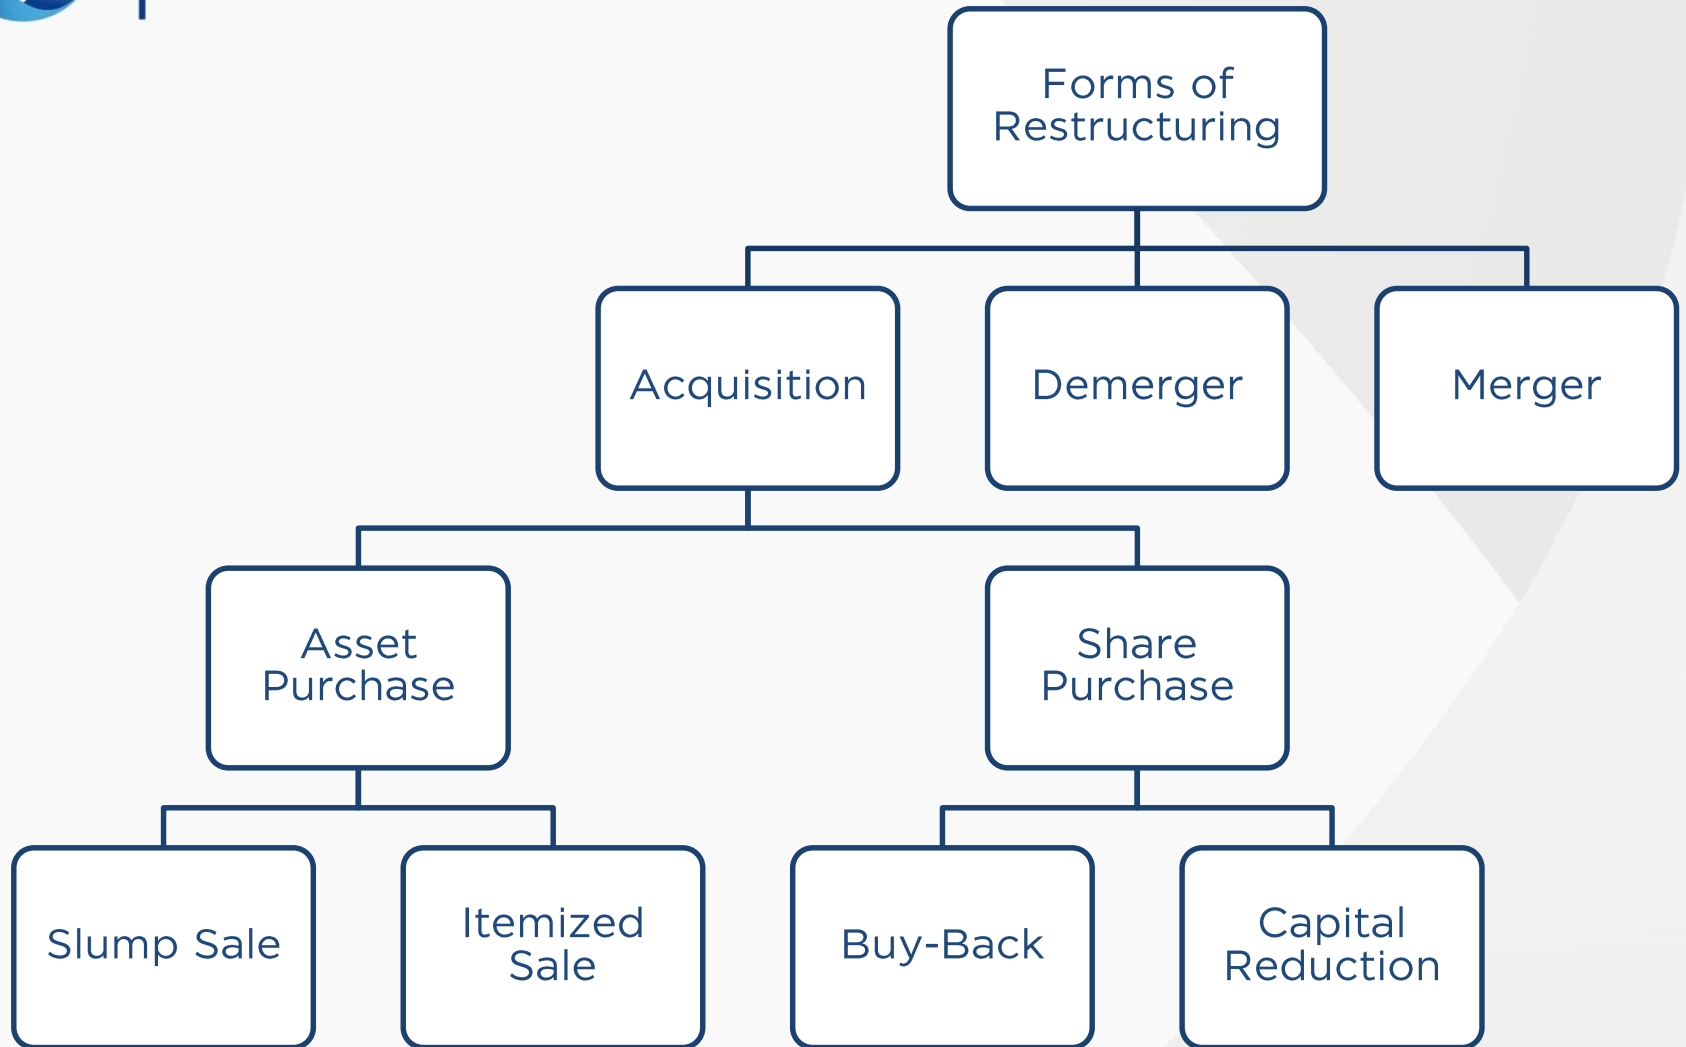 Forms of
Restructuring
Acquisition
Demerger
Merger
Asset
Purchase
Share
Purchase
Slump Sale
Itemized
Sale
Buy-Back
Capital
Reduction